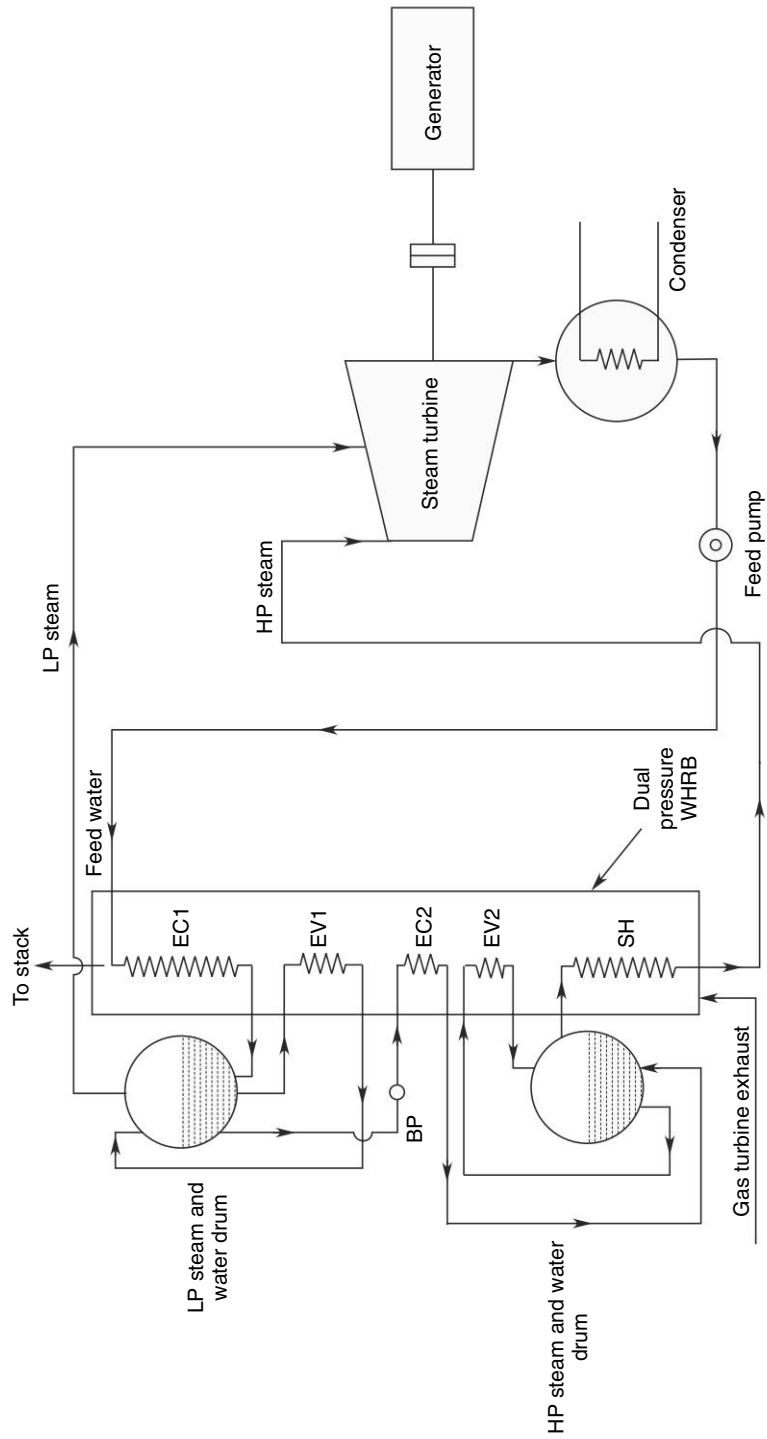 To stack
LP steam
Feed water
EC1
EV1
EC2
EV2
SH
LP steam and
water drum
BP
HP steam and water
drum
Gas turbine exhaust
Dual
pressure
WHRB
HP steam
Steam turbine
Generator
Condenser
Feed pump